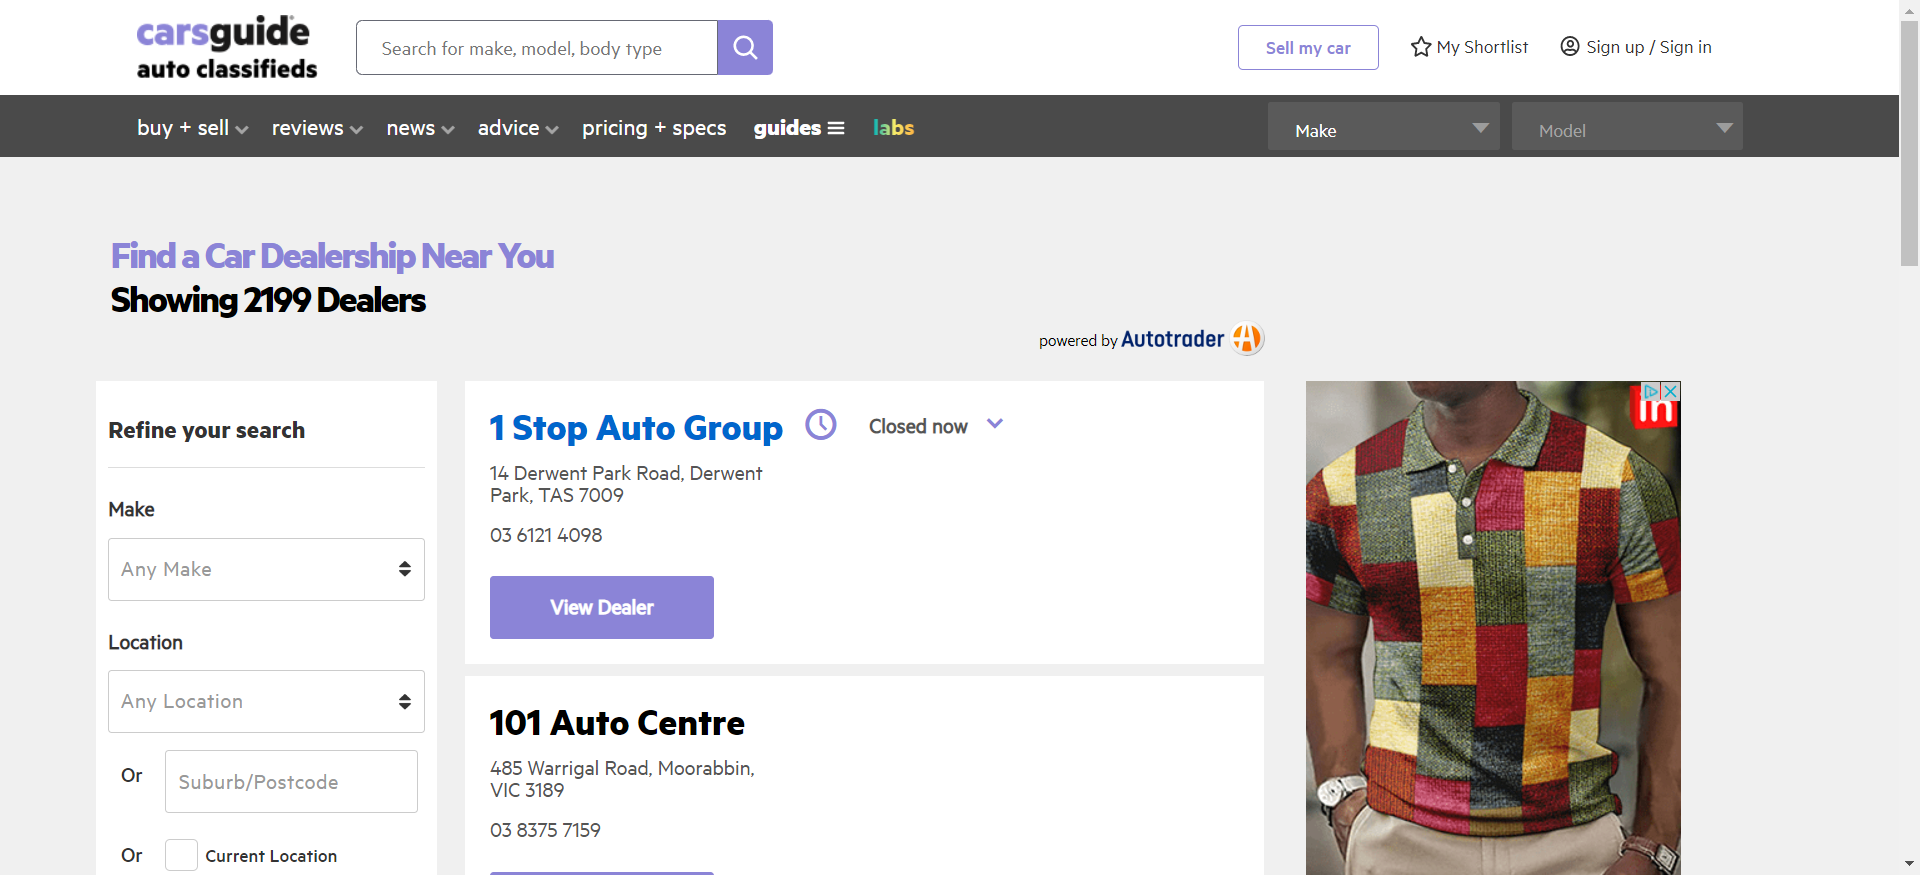 carsguide
auto classifieds
Search for make, model, body type
Sell my car
My Shortlist
Sign up / Sign in
buy + sell
reviews
news
advice
pricing + specs
guides
labs
Make
Model
Find a Car Dealership Near You
Showing 2199 Dealers
powered by Autotrader
Refine your search
Make
Any Make
Location
Any Location
Or
Suburb/Postcode
Or
Current Location
1 Stop Auto Group
Closed now
14 Derwent Park Road, Derwent
Park, TAS 7009
03 6121 4098
View Dealer
101 Auto Centre
485 Warrigal Road, Moorabbin,
VIC 3189
03 8375 7159
in